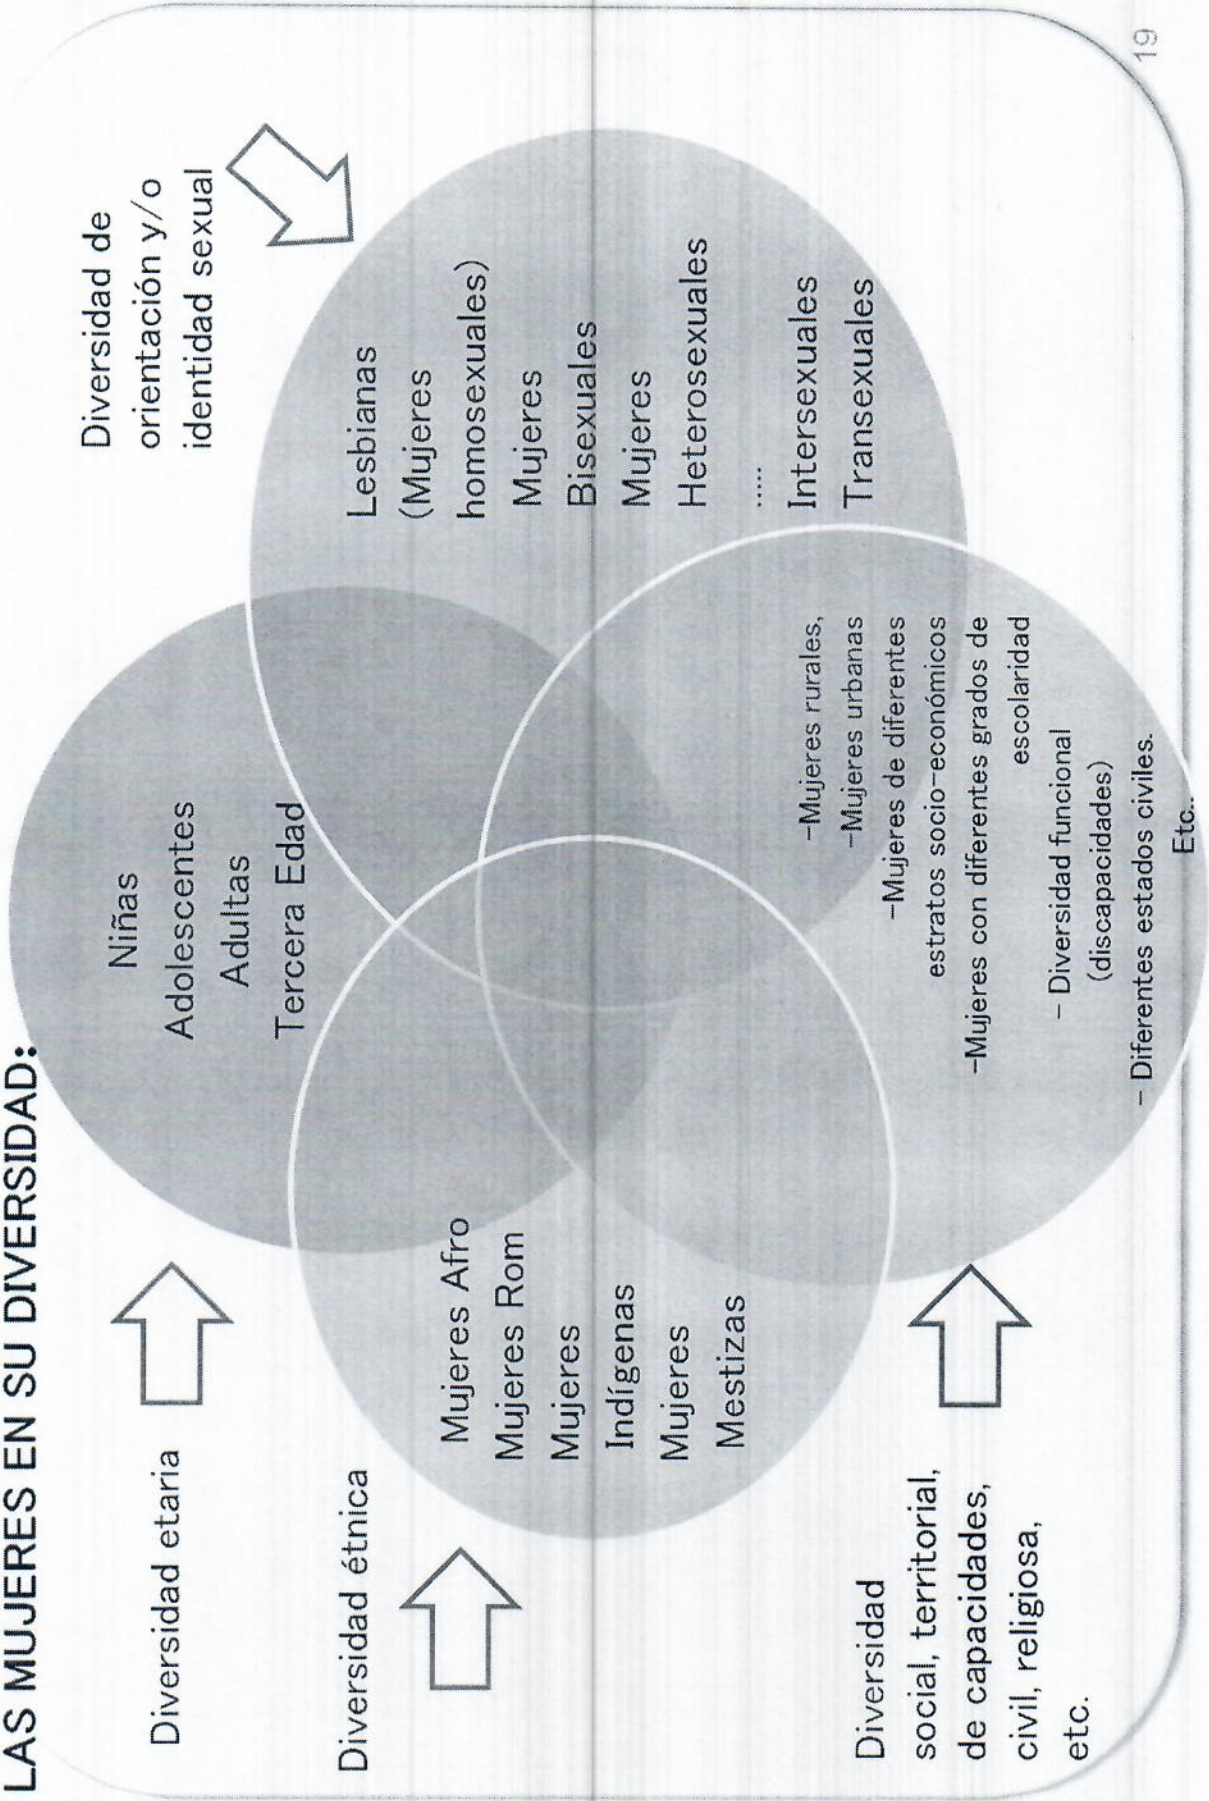 LAS MUJERES EN SU DIVERSIDAD:
Diversidad etaria
Niñas
Adolescentes
Adultas
Tercera Edad
Diversidad de
orientación y/o
identidad sexual
Lesbianas
(Mujeres
homosexuales)
Mujeres
Bisexuales
Mujeres
Heterosexuales
.....
Intersexuales
Transexuales
Diversidad étnica
Mujeres Afro
Mujeres Rom
Mujeres
Indígenas
Mujeres
Mestizas
Diversidad
social, territorial,
de capacidades,
civil, religiosa,
etc.
-Mujeres rurales,
-Mujeres urbanas
-Mujeres de diferentes
estratos socio-económicos
-Mujeres con diferentes grados de
escolaridad
- Diversidad funcional
(discapacidades)
- Diferentes estados civiles.
Etc..
19